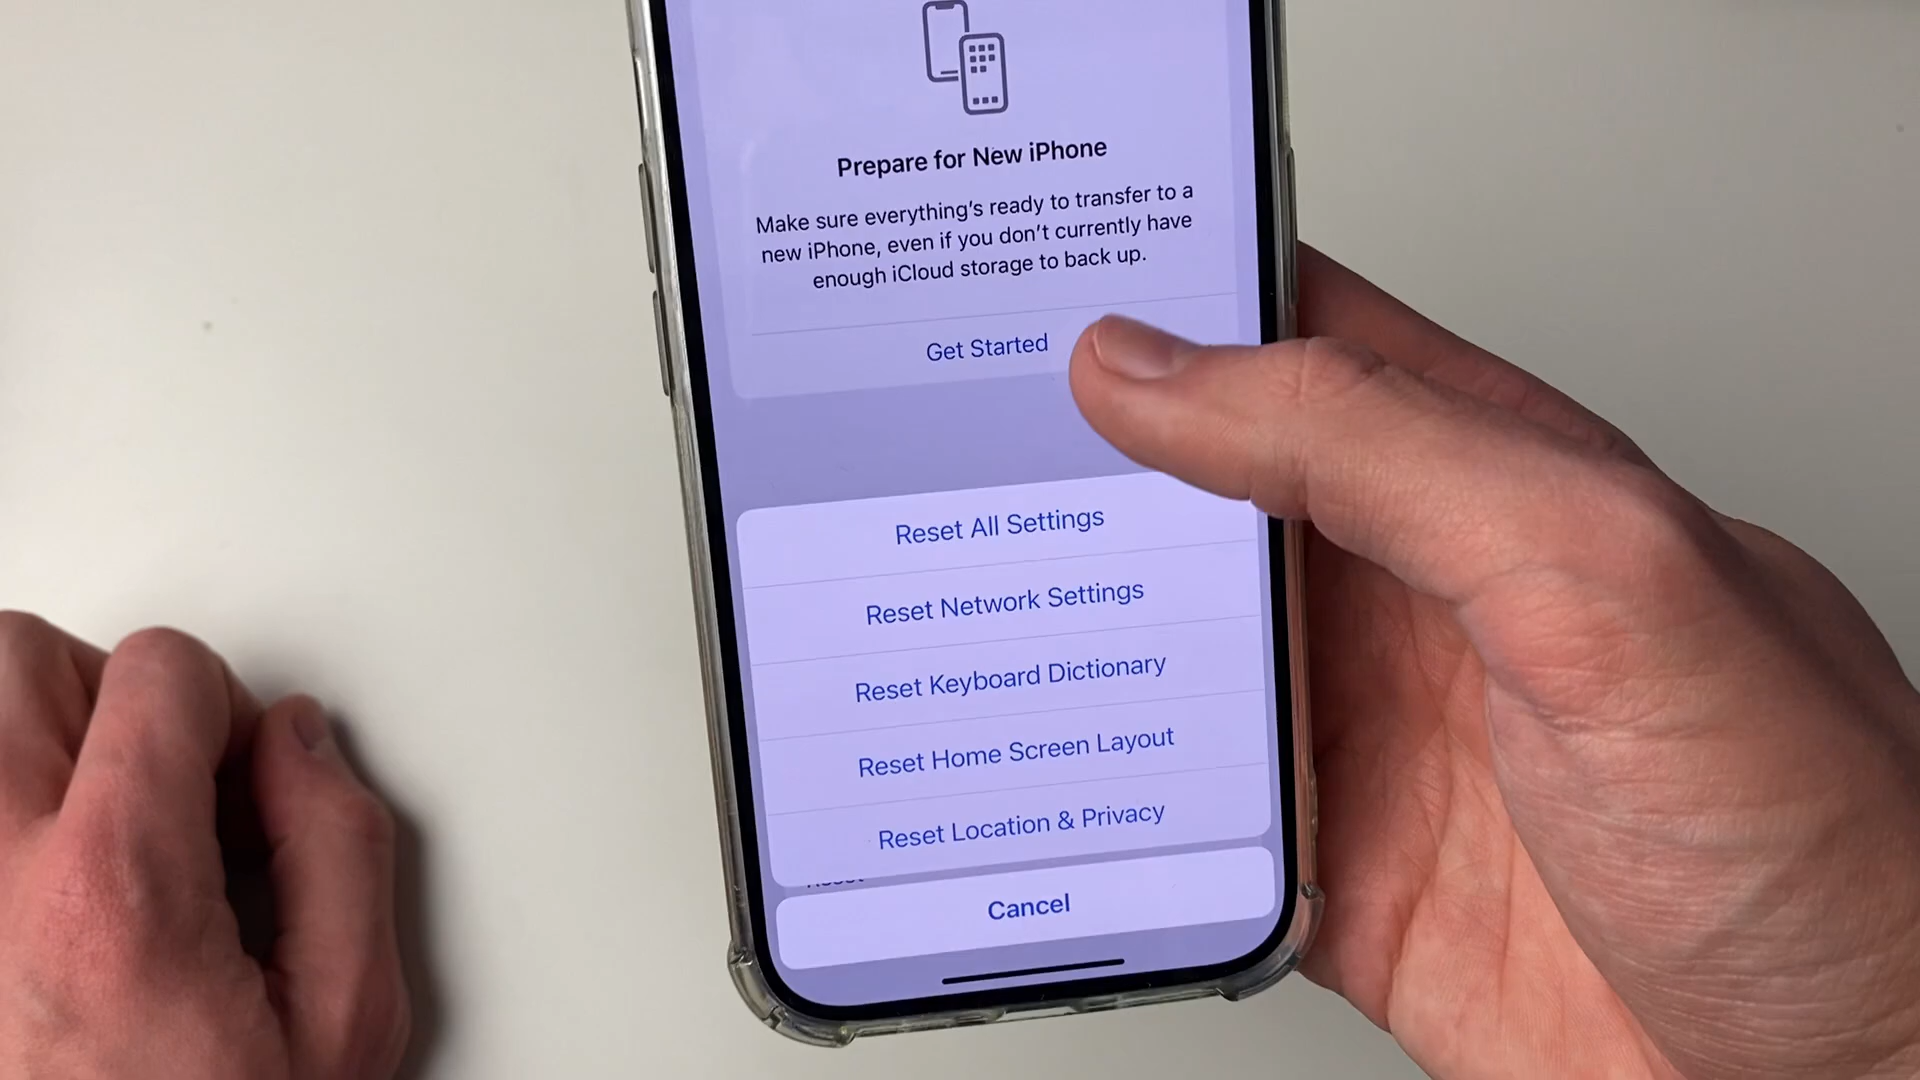 Prepare for New iPhone
Make sure everything's ready to transfer to a
new iPhone, even if you don't currently have
enough iCloud storage to back up.
Get Started
Reset All Settings
Reset Network Settings
Reset Keyboard Dictionary
Reset Home Screen Layout
Reset Location & Privacy
Cancel